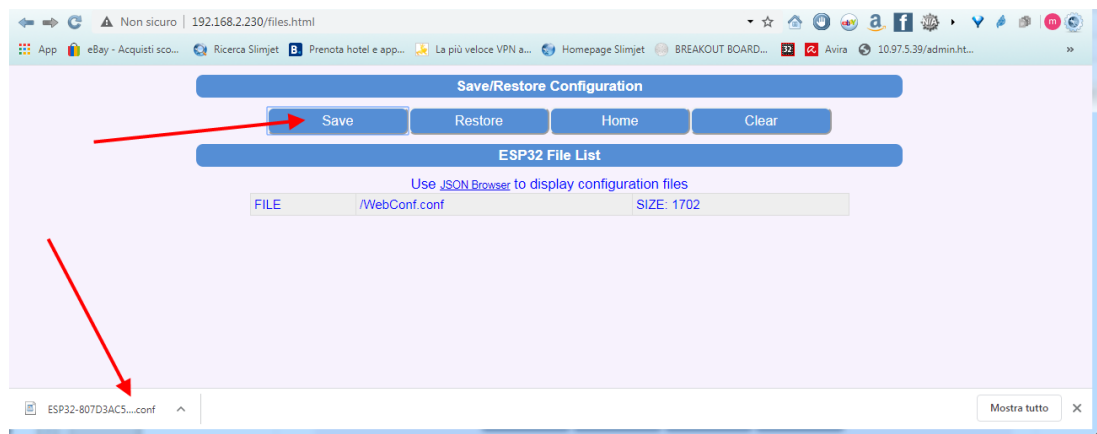 Non sicuro | 192.168.2.230/files.html
App eBay - Acquisti sco... Ricerca Slimjet B. Prenota hotel e app... La più veloce VPN a... Homepage Slimjet BREAKOUT BOARD... 32 Avira 10.97.5.39/admin.ht... »
Save/Restore Configuration
Save Restore Home Clear
ESP32 File List
Use JSON Browser to display configuration files
FILE /WebConf.conf SIZE: 1702
ESP32-807D3AC5....conf Mostra tutto